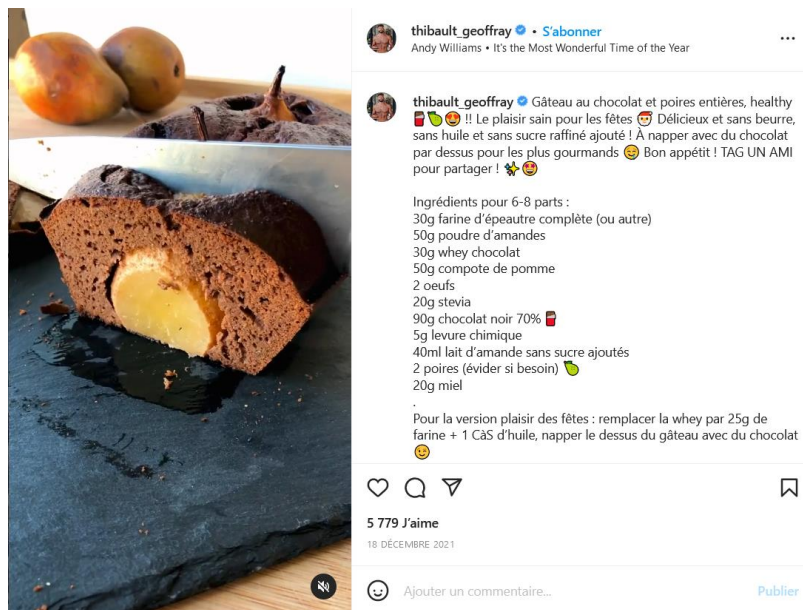 thibault_geoffray • S'abonner
Andy Williams • It's the Most Wonderful Time of the Year
thibault_geoffray Gâteau au chocolat et poires entières, healthy
🍫🍐😍 !! Le plaisir sain pour les fêtes 🎅 Délicieux et sans beurre,
sans huile et sans sucre raffiné ajouté ! À napper avec du chocolat
par dessus pour les plus gourmands 😋 Bon appétit ! TAG UN AMI
pour partager ! ✨🤩
Ingrédients pour 6-8 parts :
30g farine d'épeautre complète (ou autre)
50g poudre d'amandes
30g whey chocolat
50g compote de pomme
2 oeufs
20g stevia
90g chocolat noir 70% 🍫
5g levure chimique
40ml lait d'amande sans sucre ajoutés
2 poires (évider si besoin) 🍐
20g miel
.
Pour la version plaisir des fêtes : remplacer la whey par 25g de
farine + 1 CàS d'huile, napper le dessus du gâteau avec du chocolat
😉
5 779 J'aime
18 DÉCEMBRE 2021
Ajouter un commentaire... Publier